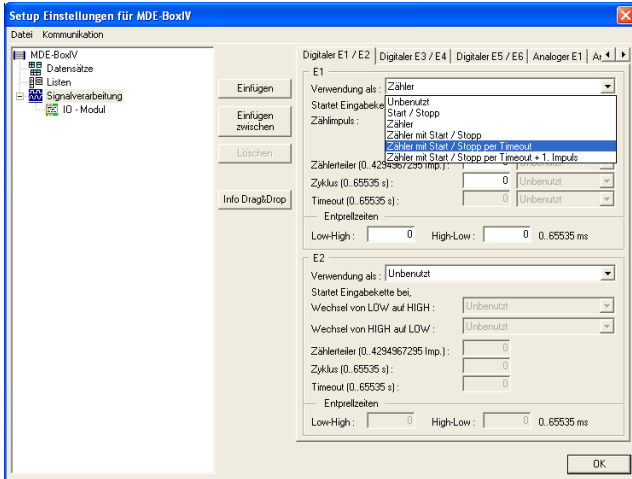 Setup Einstellungen für MDE-BoxIV
Datei Kommunikation
MDE-BoxIV
Datensätze
Listen
Signalverarbeitung
IO - Modul
Einfügen
Einfügen
zwischen
Löschen
Info Drag&Drop
Digitaler E1 / E2 Digitaler E3 / E4 Digitaler E5 / E6 Analoger E1
E1
Verwendung als : Zähler
Startet Eingabeke
Zählimpuls :
Unbenutzt
Start / Stopp
Zähler
Zähler mit Start / Stopp
Zähler mit Start / Stopp per Timeout
Zähler mit Start / Stopp per Timeout + 1. Impuls
Zählerteiler (0..4294967295 Imp.) :
Zyklus (0..65535 s) : 0 Unbenutzt
Timeout (0..65535 s) : 0 Unbenutzt
Entprellzeiten
Low-High : 0 High-Low : 0 0..65535 ms
E2
Verwendung als : Unbenutzt
Startet Eingabekette bei,
Wechsel von LOW auf HIGH : Unbenutzt
Wechsel von HIGH auf LOW : Unbenutzt
Zählerteiler (0..4294967295 Imp.) : 0
Zyklus (0..65535 s) : 0
Timeout (0..65535 s) : 0
Entprellzeiten
Low-High : 0 High-Low : 0 0..65535 ms
OK